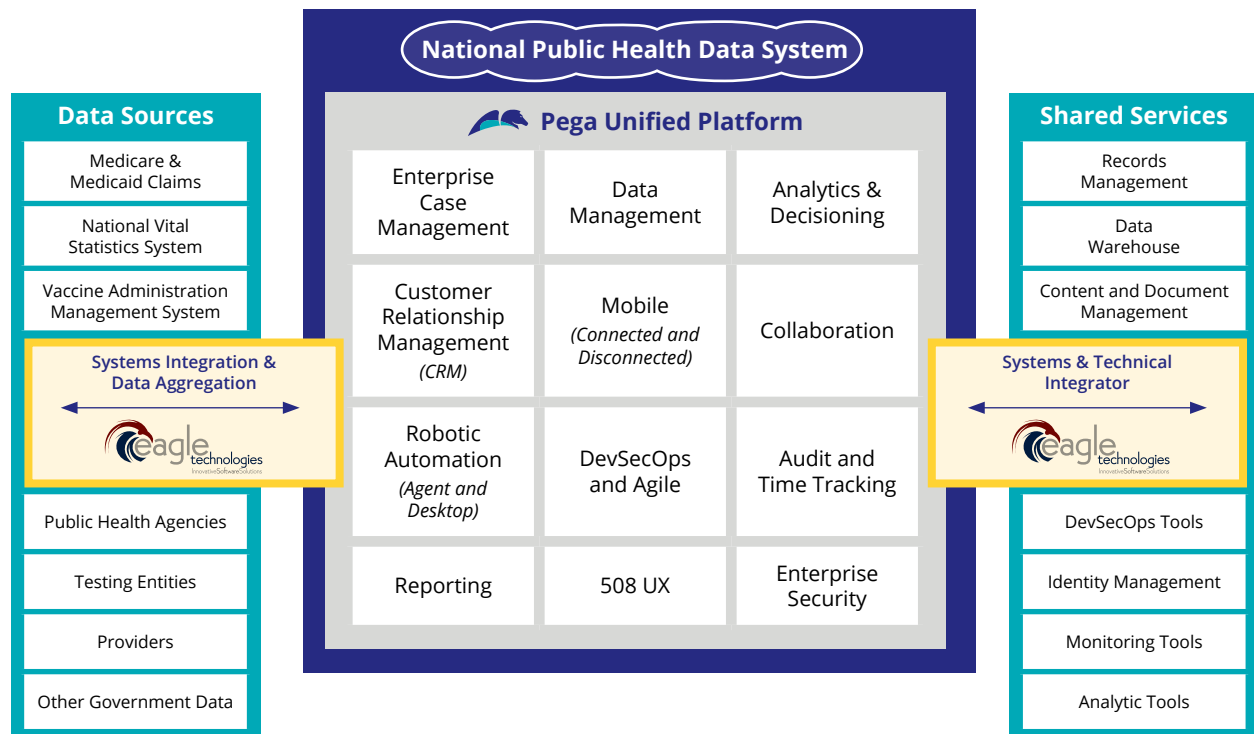 National Public Health Data System
Data Sources
Medicare &
Medicaid Claims
National Vital
Statistics System
Vaccine Administration
Management System
Systems Integration &
Data Aggregation
eagle
technologies
InnovativeSoftwareSolutions
Public Health Agencies
Testing Entities
Providers
Other Government Data
Pega Unified Platform
Enterprise
Case
Management
Data
Management
Analytics &
Decisioning
Customer
Relationship
Management
(CRM)
Mobile
(Connected and
Disconnected)
Collaboration
Robotic
Automation
(Agent and
Desktop)
DevSecOps
and Agile
Audit and
Time Tracking
Reporting
508 UX
Enterprise
Security
Shared Services
Records
Management
Data
Warehouse
Content and Document
Management
Systems & Technical
Integrator
eagle
technologies
InnovativeSoftwareSolutions
DevSecOps Tools
Identity Management
Monitoring Tools
Analytic Tools